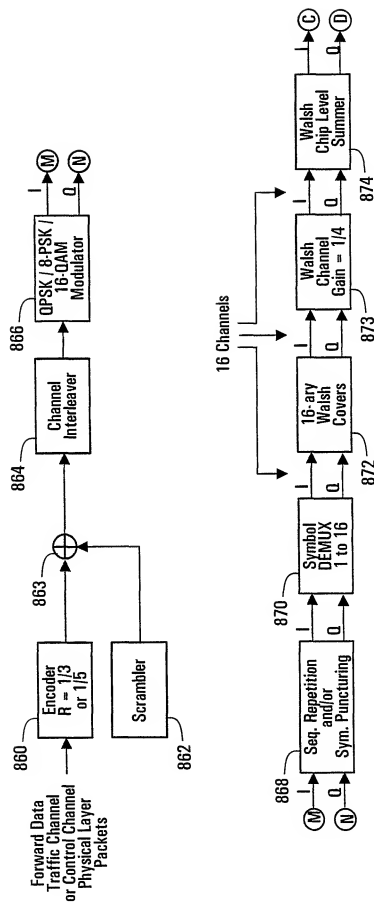 Forward Data
Traffic Channel
or Control Channel
Physical Layer
Packets
860
Encoder
R = 1/3
or 1/5
862
Scrambler
863
864
Channel
Interleaver
866
QPSK / 8-PSK /
16-QAM
Modulator
I
M
Q
N
M
N
868
Seq. Repetition
and/or
Sym. Puncturing
I
Q
870
Symbol
DEMUX
1 to 16
16 Channels
I
Q
872
16-ary
Walsh
Covers
I
Q
873
Walsh
Channel
Gain = 1/4
I
Q
874
Walsh
Chip Level
Summer
I
C
Q
D